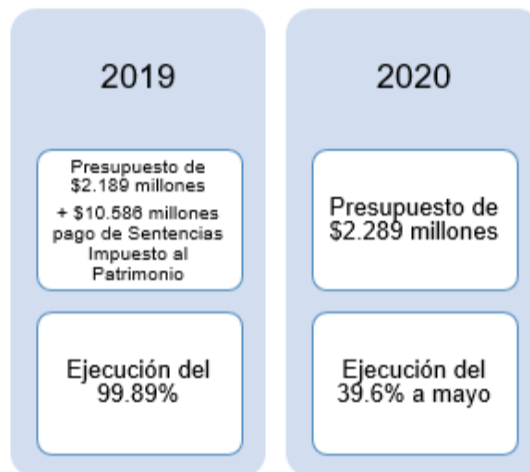 2019
Presupuesto de
$2.189 millones
+ $10.586 millones
pago de Sentencias
Impuesto al
Patrimonio
Ejecución del
99.89%
2020
Presupuesto de
$2.289 millones
Ejecución del
39.6% a mayo